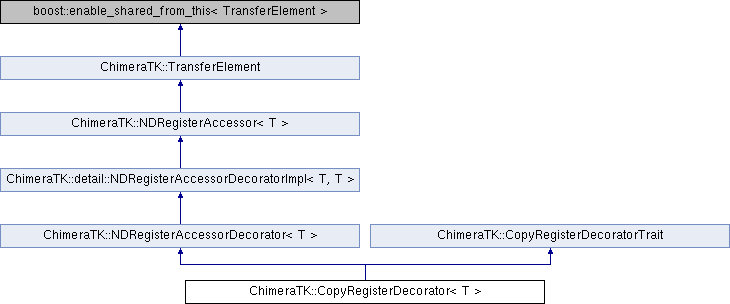 boost::enable_shared_from_this< TransferElement >
ChimeraTK::TransferElement
ChimeraTK::NDRegisterAccessor< T >
ChimeraTK::detail::NDRegisterAccessorDecoratorImpl< T, T >
ChimeraTK::NDRegisterAccessorDecorator< T >
ChimeraTK::CopyRegisterDecoratorTrait
ChimeraTK::CopyRegisterDecorator< T >